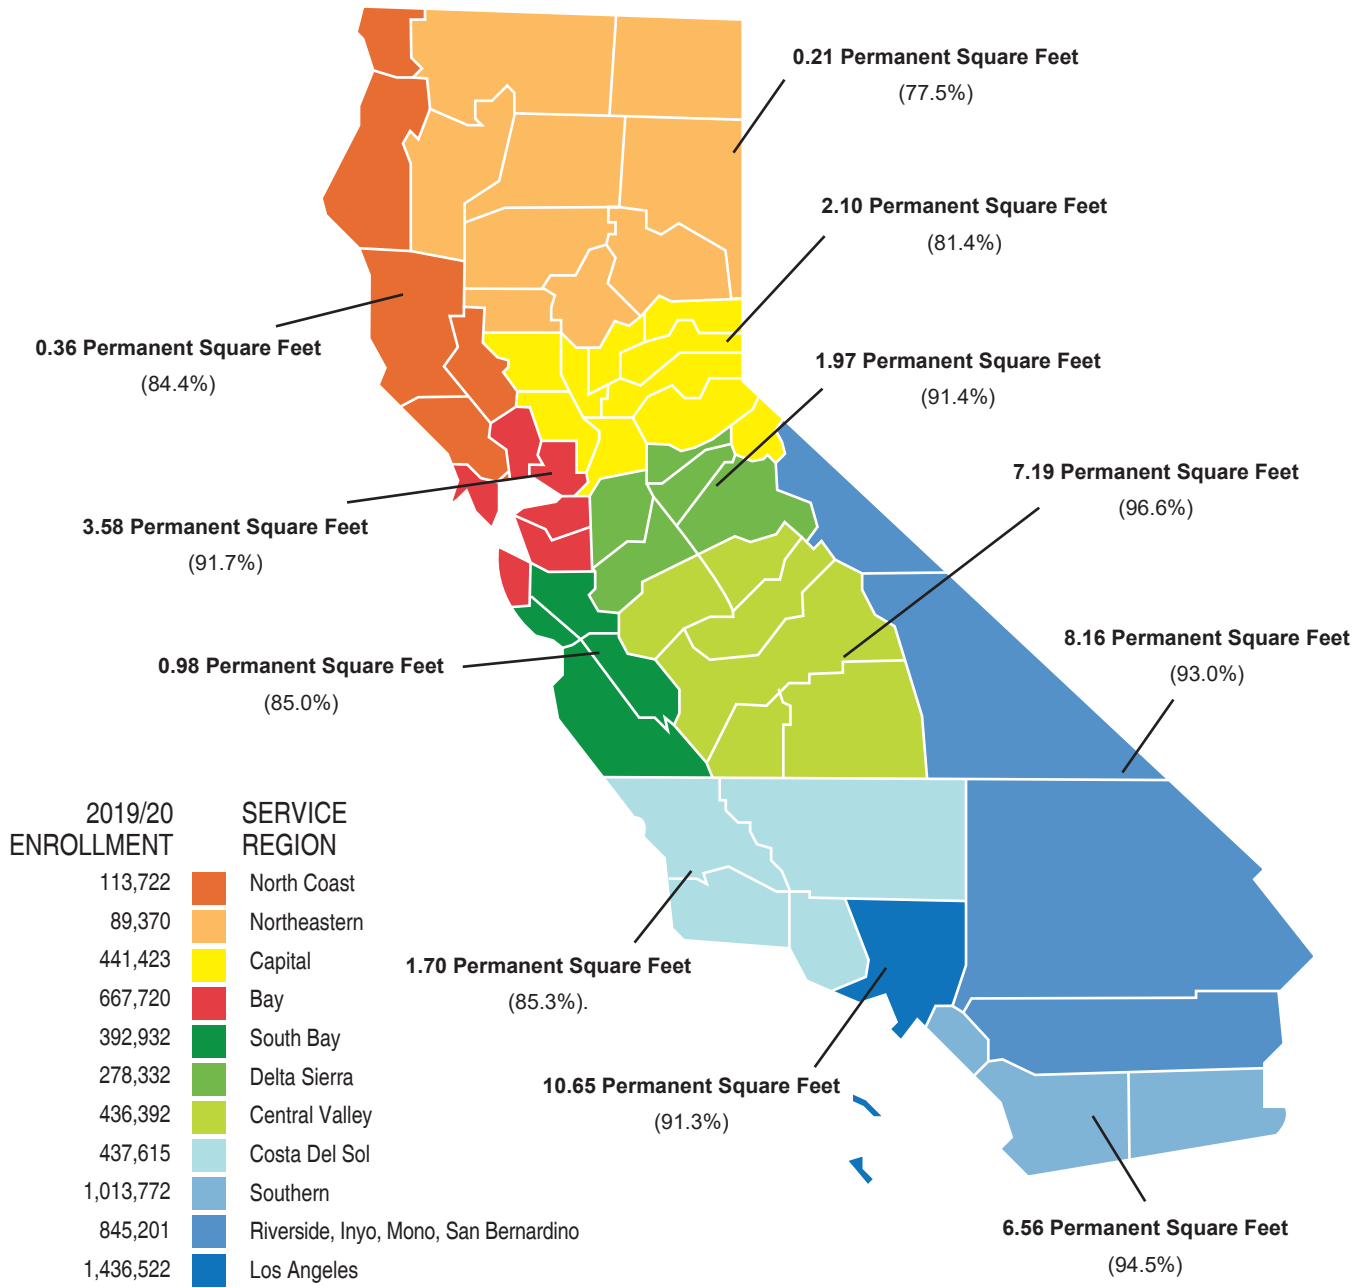 0.21 Permanent Square Feet
(77.5%)
2.10 Permanent Square Feet
(81.4%)
0.36 Permanent Square Feet
(84.4%)
1.97 Permanent Square Feet
(91.4%)
7.19 Permanent Square Feet
(96.6%)
3.58 Permanent Square Feet
(91.7%)
8.16 Permanent Square Feet
(93.0%)
0.98 Permanent Square Feet
(85.0%)
1.70 Permanent Square Feet
(85.3%).
10.65 Permanent Square Feet
(91.3%)
6.56 Permanent Square Feet
(94.5%)
2019/20 SERVICE
ENROLLMENT REGION
113,722 North Coast
89,370 Northeastern
441,423 Capital
667,720 Bay
392,932 South Bay
278,332 Delta Sierra
436,392 Central Valley
437,615 Costa Del Sol
1,013,772 Southern
845,201 Riverside, Inyo, Mono, San Bernardino
1,436,522 Los Angeles